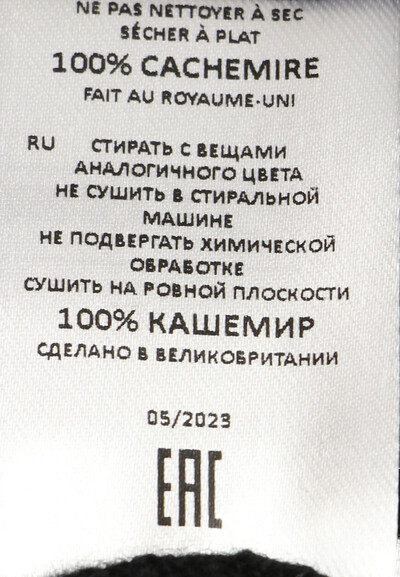 NE PAS NETTOYER À SEC
SÉCHER À PLAT
100% CACHEMIRE
FAIT AU ROYAUME-UNI
RU СТИРАТЬ С ВЕЩАМИ
АНАЛОГИЧНОГО ЦВЕТА
НЕ СУШИТЬ В СТИРАЛЬНОЙ
МАШИНЕ
НЕ ПОДВЕРГАТЬ ХИМИЧЕСКОЙ
ОБРАБОТКЕ
СУШИТЬ НА РОВНОЙ ПЛОСКОСТИ
100% КАШЕМИР
СДЕЛАНО В ВЕЛИКОБРИТАНИИ
05/2023
EAC